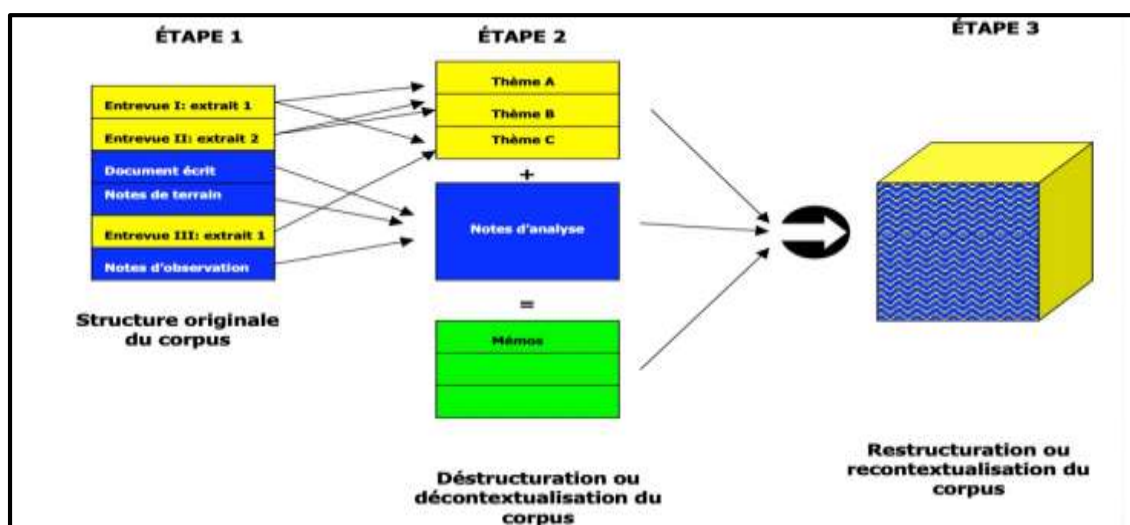 ÉTAPE 1
Entrevue I: extrait 1
Entrevue II: extrait 2
Document écrit
Notes de terrain
Entrevue III: extrait 1
Notes d'observation
Structure originale
du corpus
ÉTAPE 2
Thème A
Thème B
Thème C
+
Notes d'analyse
=
Mémos
Déstructuration ou
décontextualisation du
corpus
ÉTAPE 3
Restructuration ou
recontextualisation du
corpus